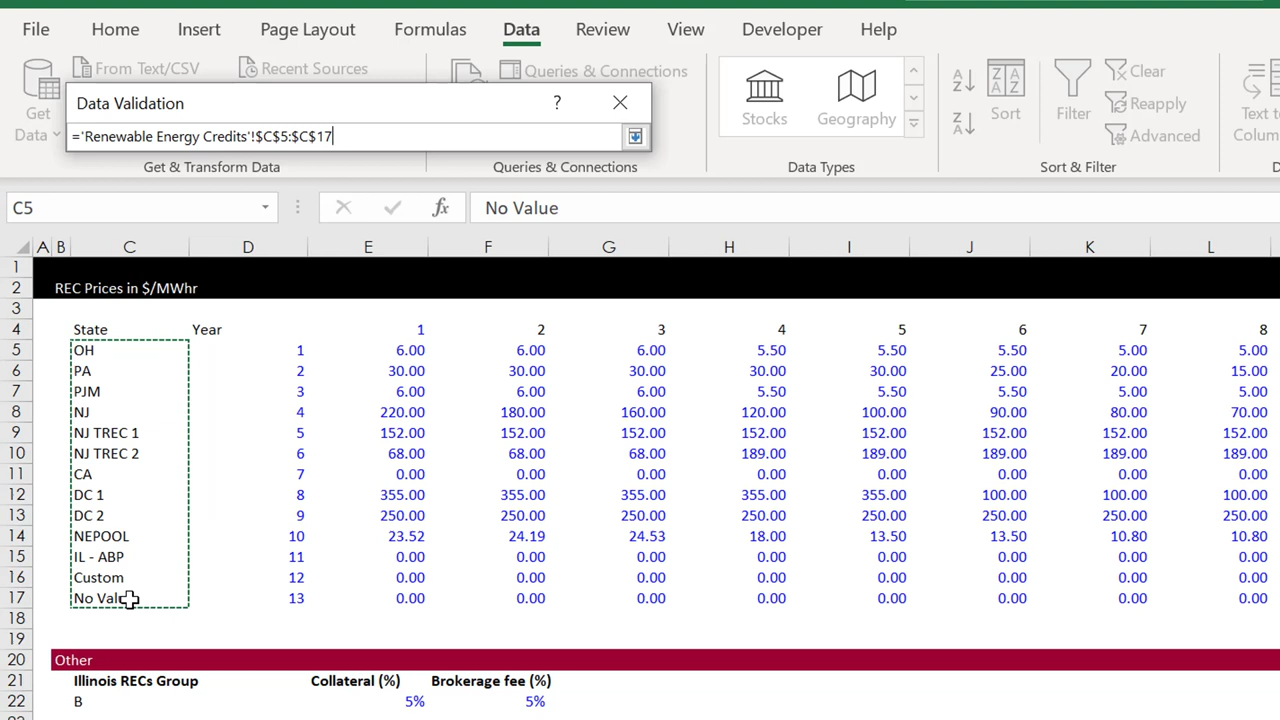 File Home Insert Page Layout Formulas Data Review View Developer Help
From Text/CSV Recent Sources Queries & Connections Clear
Data Validation ? 
Get Data Stocks Geography Sort Filter Reapply Text to
='Renewable Energy Credits'!$C$5:$C$17 Advanced Colum
Get & Transform Data Queries & Connections Data Types Sort & Filter D
C5 fx No Value
A B C D E F G H I J K L
1
2 REC Prices in $/MWhr
3
4 State Year 1 2 3 4 5 6 7 8
5 OH 1 6.00 6.00 6.00 5.50 5.50 5.50 5.00 5.00
6 PA 2 30.00 30.00 30.00 30.00 30.00 25.00 20.00 15.00
7 PJM 3 6.00 6.00 6.00 5.50 5.50 5.50 5.00 5.00
8 NJ 4 220.00 180.00 160.00 120.00 100.00 90.00 80.00 70.00
9 NJ TREC 1 5 152.00 152.00 152.00 152.00 152.00 152.00 152.00 152.00
10 NJ TREC 2 6 68.00 68.00 68.00 189.00 189.00 189.00 189.00 189.00
11 CA 7 0.00 0.00 0.00 0.00 0.00 0.00 0.00 0.00
12 DC 1 8 355.00 355.00 355.00 355.00 355.00 100.00 100.00 100.00
13 DC 2 9 250.00 250.00 250.00 250.00 250.00 250.00 250.00 250.00
14 NEPOOL 10 23.52 24.19 24.53 18.00 13.50 13.50 10.80 10.80
15 IL - ABP 11 0.00 0.00 0.00 0.00 0.00 0.00 0.00 0.00
16 Custom 12 0.00 0.00 0.00 0.00 0.00 0.00 0.00 0.00
17 No Value 13 0.00 0.00 0.00 0.00 0.00 0.00 0.00 0.00
18
19
20 Other
21 Illinois RECs Group Collateral (%) Brokerage fee (%)
22 B 5% 5%